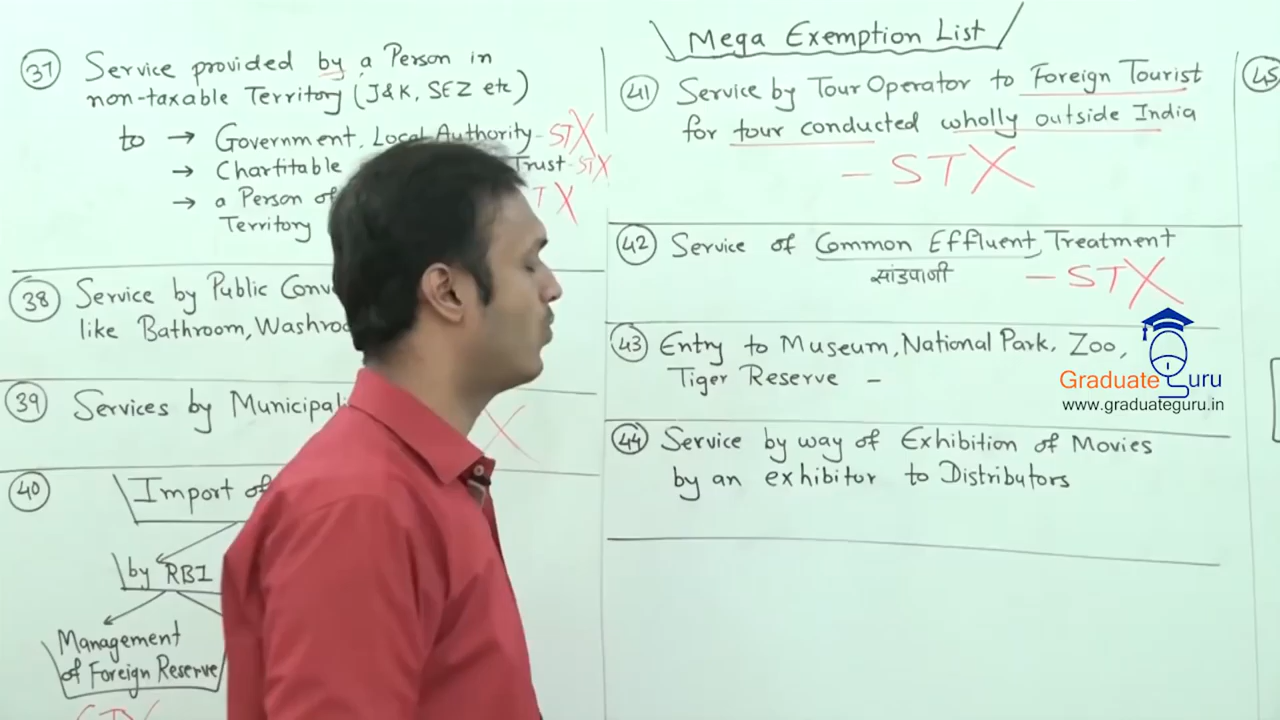 Mega Exemption List
37 Service provided by a Person in
non-taxable Territory (J&K, SEZ etc)
to → Government, Local Authority - STX
→ Charfitable Trust - STX
→ a Person of TX
Territory
38 Service by Public
like Bathroom,
39 Services by
X
40 Import of
by RBI
Management
of Foreign Reserve
41 Service by Tour Operator to Foreign Tourist
for tour conducted wholly outside India
- STX
42 Service of Common Effluent Treatment
सांडपाणी - STX
43 Entry to Museum, National Park, Zoo,
Tiger Reserve -
44 Service by way of Exhibition of Movies
by an exhibitor to Distributors
45
Graduate Guru
www.graduateguru.in